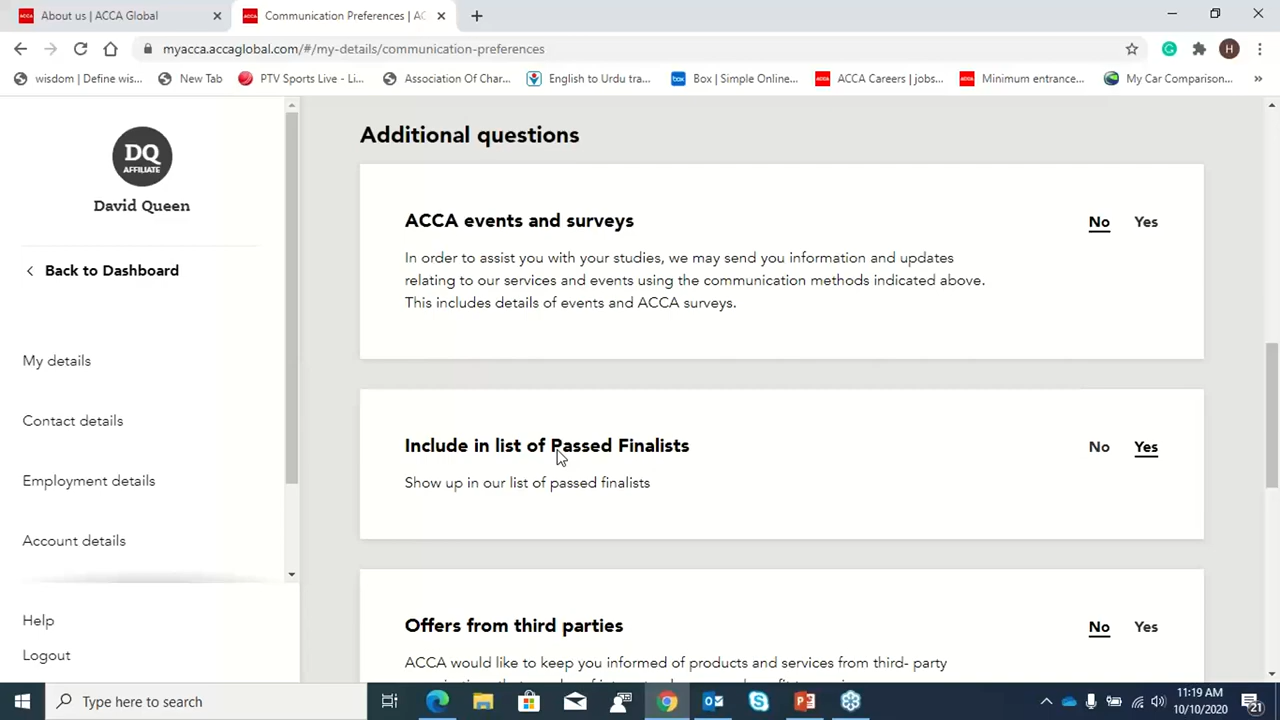 About us | ACCA Global
Communication Preferences | AC
myacca.accaglobal.com/#/my-details/communication-preferences
H
wisdom | Define wis...
New Tab
PTV Sports Live - Li...
Association Of Char...
English to Urdu tra...
Box | Simple Online...
ACCA Careers | jobs...
Minimum entrance...
My Car Comparison...
»
DQ
AFFILIATE
David Queen
Back to Dashboard
My details
Contact details
Employment details
Account details
Help
Logout
Additional questions
ACCA events and surveys
No Yes
In order to assist you with your studies, we may send you information and updates
relating to our services and events using the communication methods indicated above.
This includes details of events and ACCA surveys.
Include in list of Passed Finalists
No Yes
Show up in our list of passed finalists
Offers from third parties
No Yes
ACCA would like to keep you informed of products and services from third- party
Type here to search
11:19 AM
10/10/2020
21